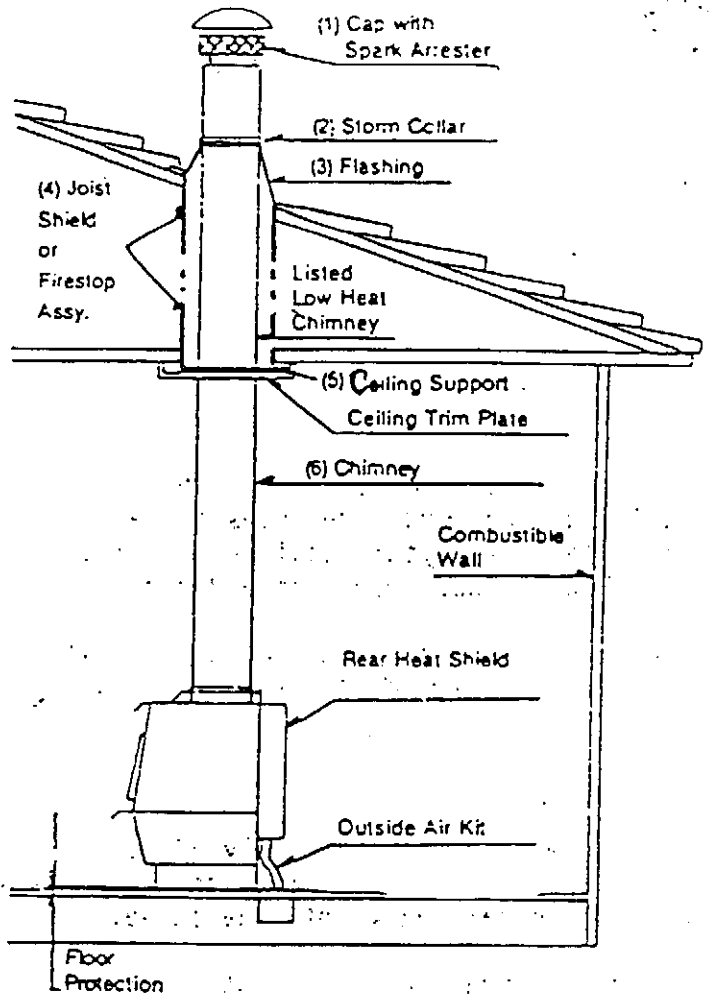 (1) Cap with
Spark Arrester
(2) Storm Collar
(3) Flashing
(4) Joist
Shield
or
Firestop
Assy.
Listed
Low Heat
Chimney
(5) Ceiling Support
Ceiling Trim Plate
(6) Chimney
Combustible
Wall
Rear Heat Shield
Outside Air Kit
Floor
Protection